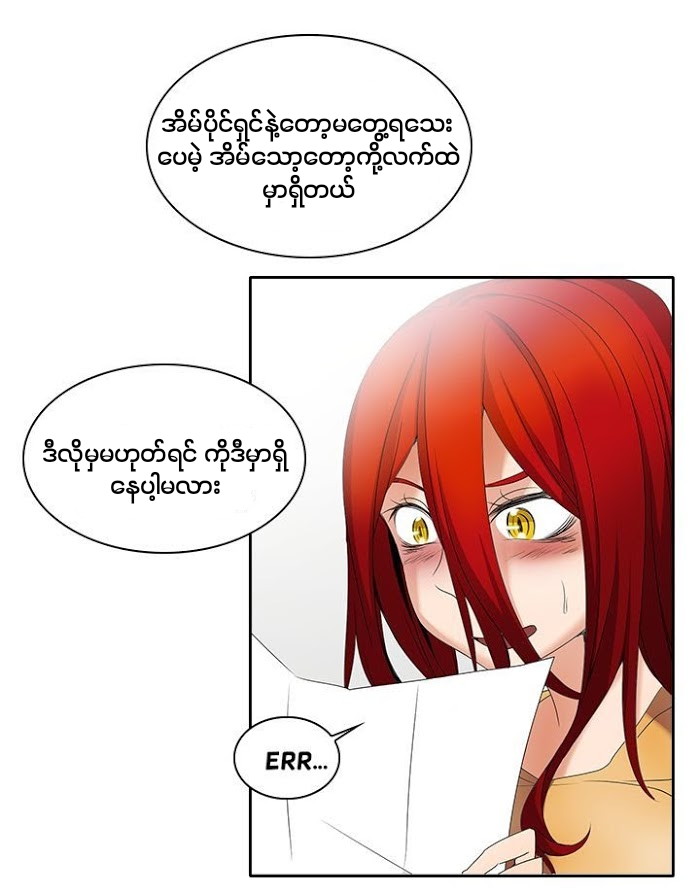 အိမ်ပိုင်ရှင်နဲ့တော့မတွေ့ရသေး
ပေမဲ့ အိမ်သော့တော့ကို့လက်ထဲ
မှာရှိတယ်
ဒီလိုမှမဟုတ်ရင် ကိုဒီမှာရှိ
နေပါ့မလား
ERR...